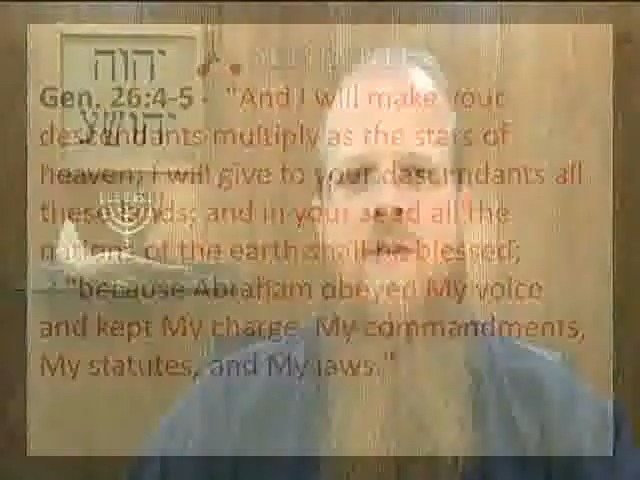 יהוה
יהושע
Gen. 26:4-5 - "And I will make your
descendants multiply as the stars of
heaven; I will give to your descendants all
these lands; and in your seed all the
nations of the earth shall be blessed;
"because Abraham obeyed My voice
and kept My charge, My commandments,
My statutes, and My laws."